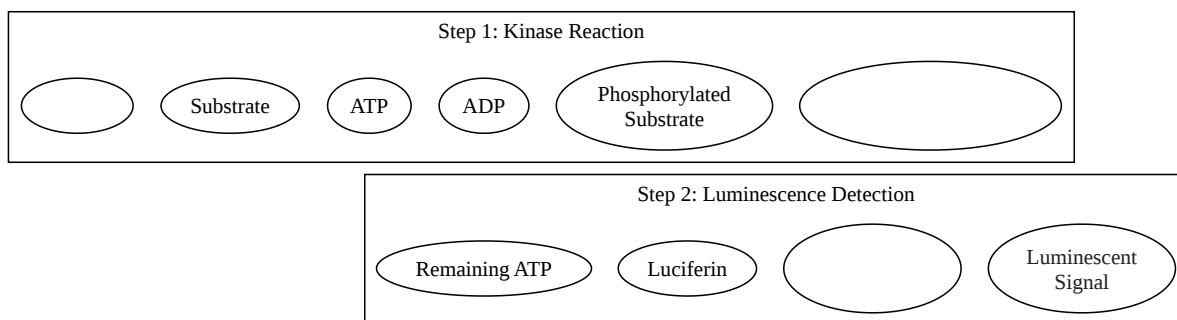 Step 1: Kinase Reaction
Substrate
ATP
ADP
Phosphorylated
Substrate
Step 2: Luminescence Detection
Remaining ATP
Luciferin
Luminescent
Signal